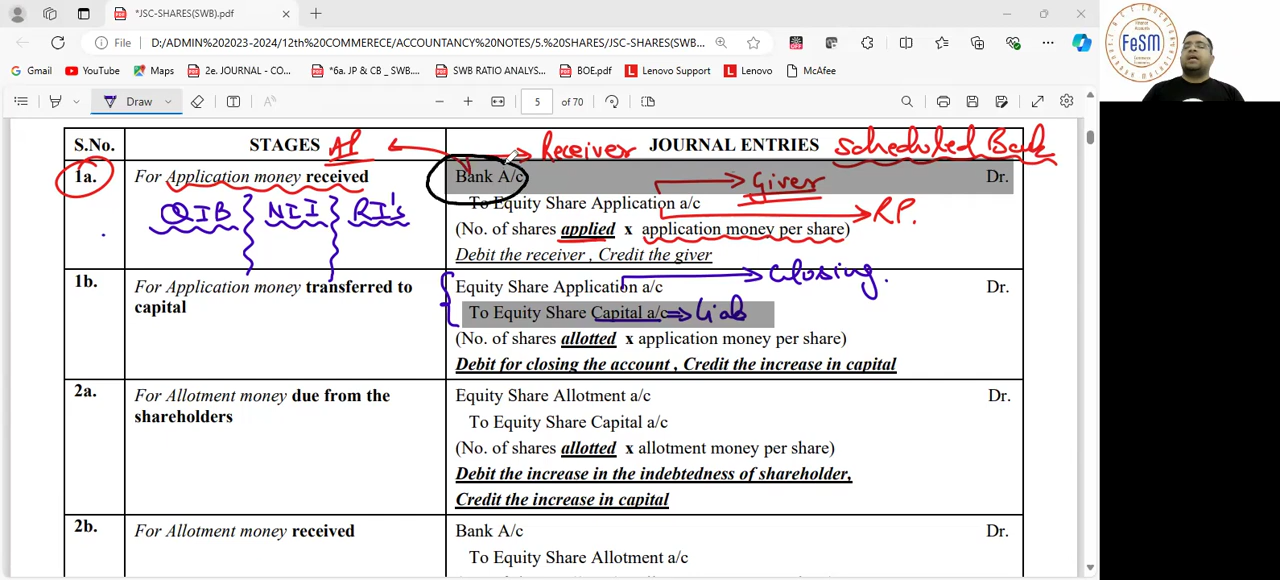 *JSC-SHARES(SWB).pdf
File D:/ADMIN%202023-2024/12th%20COMMERECE/ACCOUNTANCY%20NOTES/5.%20SHARES/JSC-SHARES(SWB...
Gmail YouTube Maps 2e. JOURNAL - CO... *6a. JP & CB _ SWB.... SWB RATIO ANALYS... BOE.pdf Lenovo Support Lenovo McAfee
Draw 5 of 70
FeSM
S.No. STAGES AP Receiver JOURNAL ENTRIES Scheduled Bank
1a. For Application money received Bank A/c Dr.
Giver
QIB NII RI's To Equity Share Application a/c
R.P.
(No. of shares applied x application money per share)
Debit the receiver , Credit the giver
Closing.
1b. For Application money transferred to capital Equity Share Application a/c Dr.
To Equity Share Capital a/c Liab
(No. of shares allotted x application money per share)
Debit for closing the account , Credit the increase in capital
2a. For Allotment money due from the shareholders Equity Share Allotment a/c Dr.
To Equity Share Capital a/c
(No. of shares allotted x allotment money per share)
Debit the increase in the indebtedness of shareholder,
Credit the increase in capital
2b. For Allotment money received Bank A/c Dr.
To Equity Share Allotment a/c